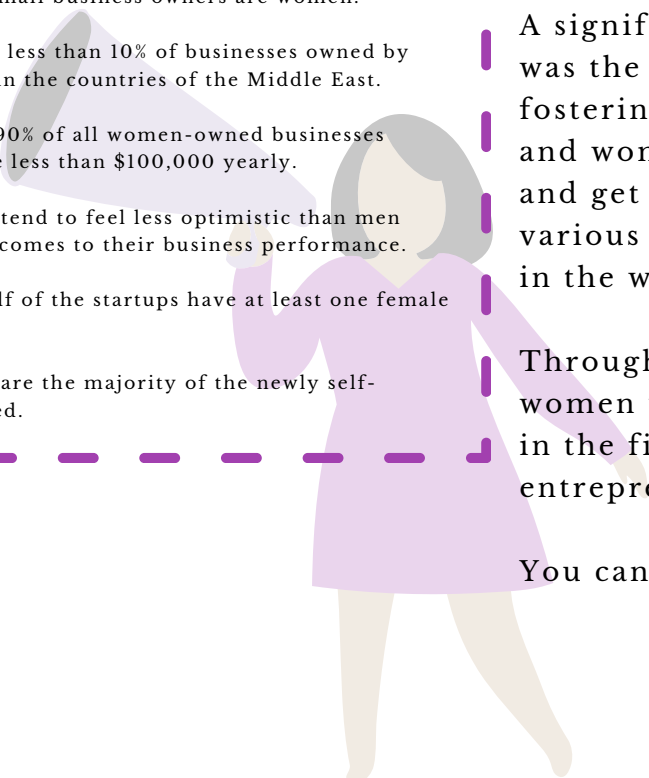 small business owners are women.
less than 10% of businesses owned by
in the countries of the Middle East.
90% of all women-owned businesses
e less than $100,000 yearly.
tend to feel less optimistic than men
comes to their business performance.
lf of the startups have at least one female
are the majority of the newly self-
ed.
A signif
was the
fosterin
and wom
and get
various
in the w
Through
women
in the fi
entrepre
You can